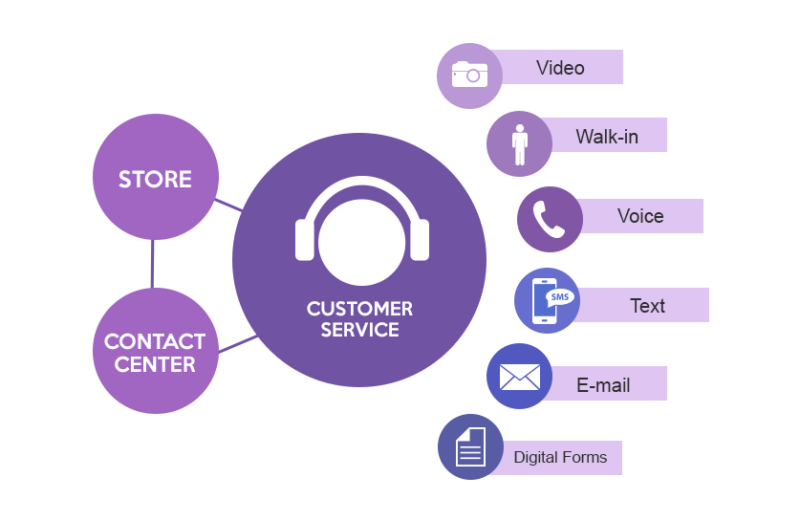 STORE
CONTACT
CENTER
CUSTOMER
SERVICE
Video
Walk-in
Voice
SMS
Text
E-mail
Digital Forms